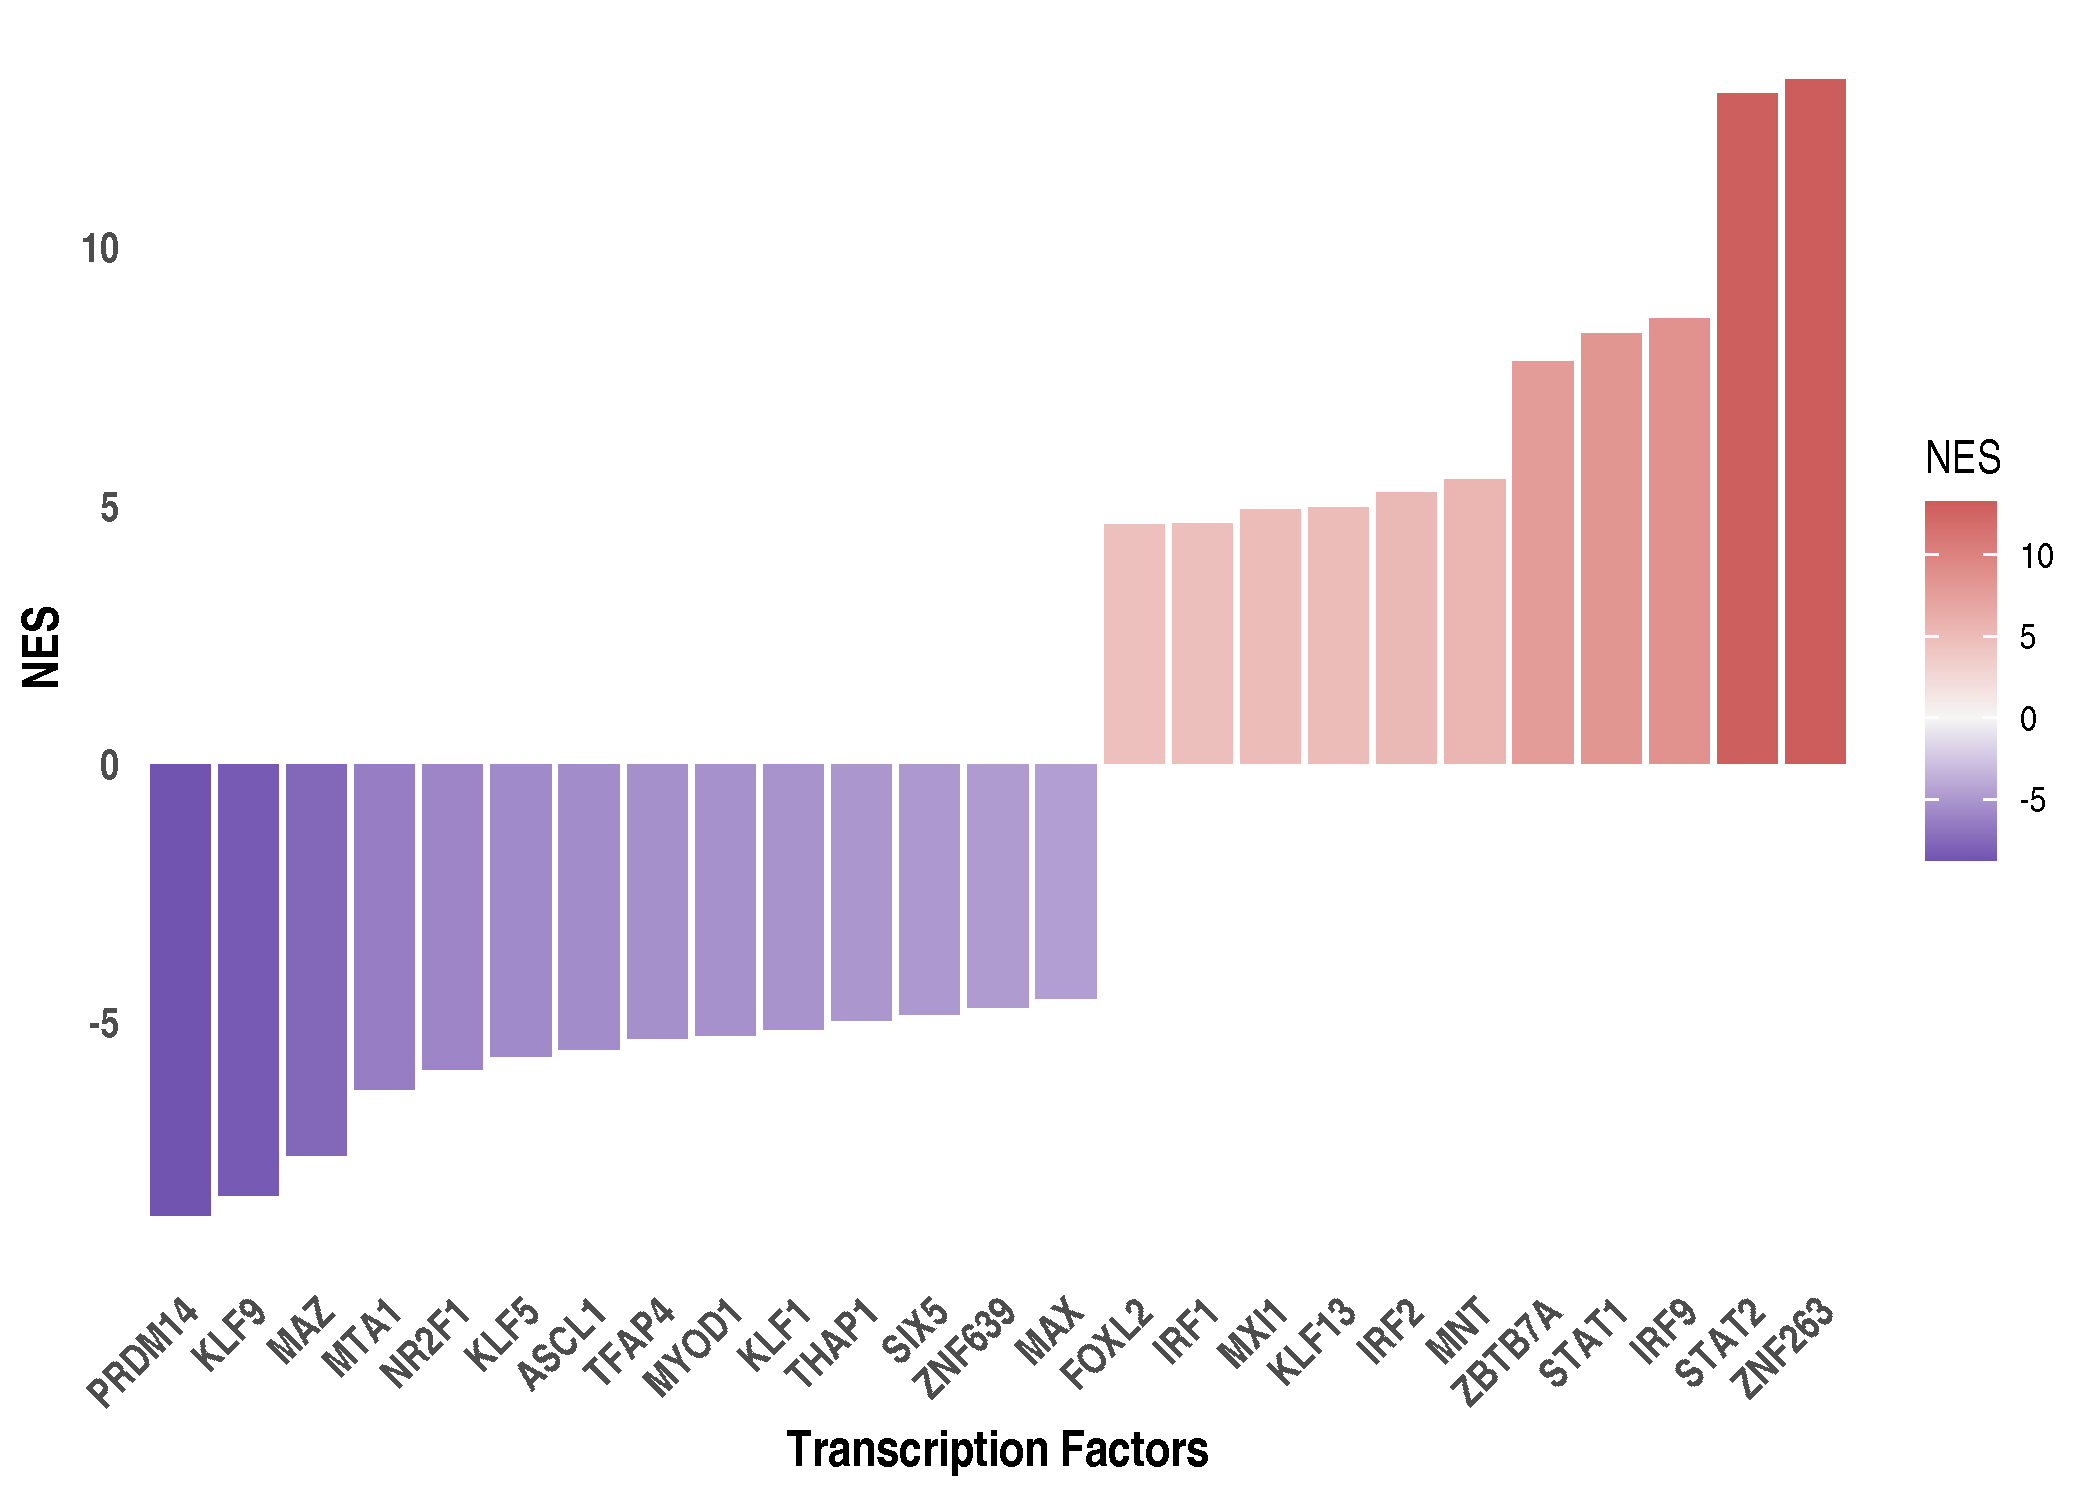 10
5
0
-5
NES
PRDM14
KLF9
MAZ
MTA1
NR2F1
KLF5
ASCL1
TFAP4
MYOD1
KLF1
THAP1
SIX5
ZNF639
MAX
FOXL2
IRF1
MXI1
KLF13
IRF2
MNT
ZBTB7A
STAT1
IRF9
STAT2
ZNF263
Transcription Factors
NES
10
5
0
-5